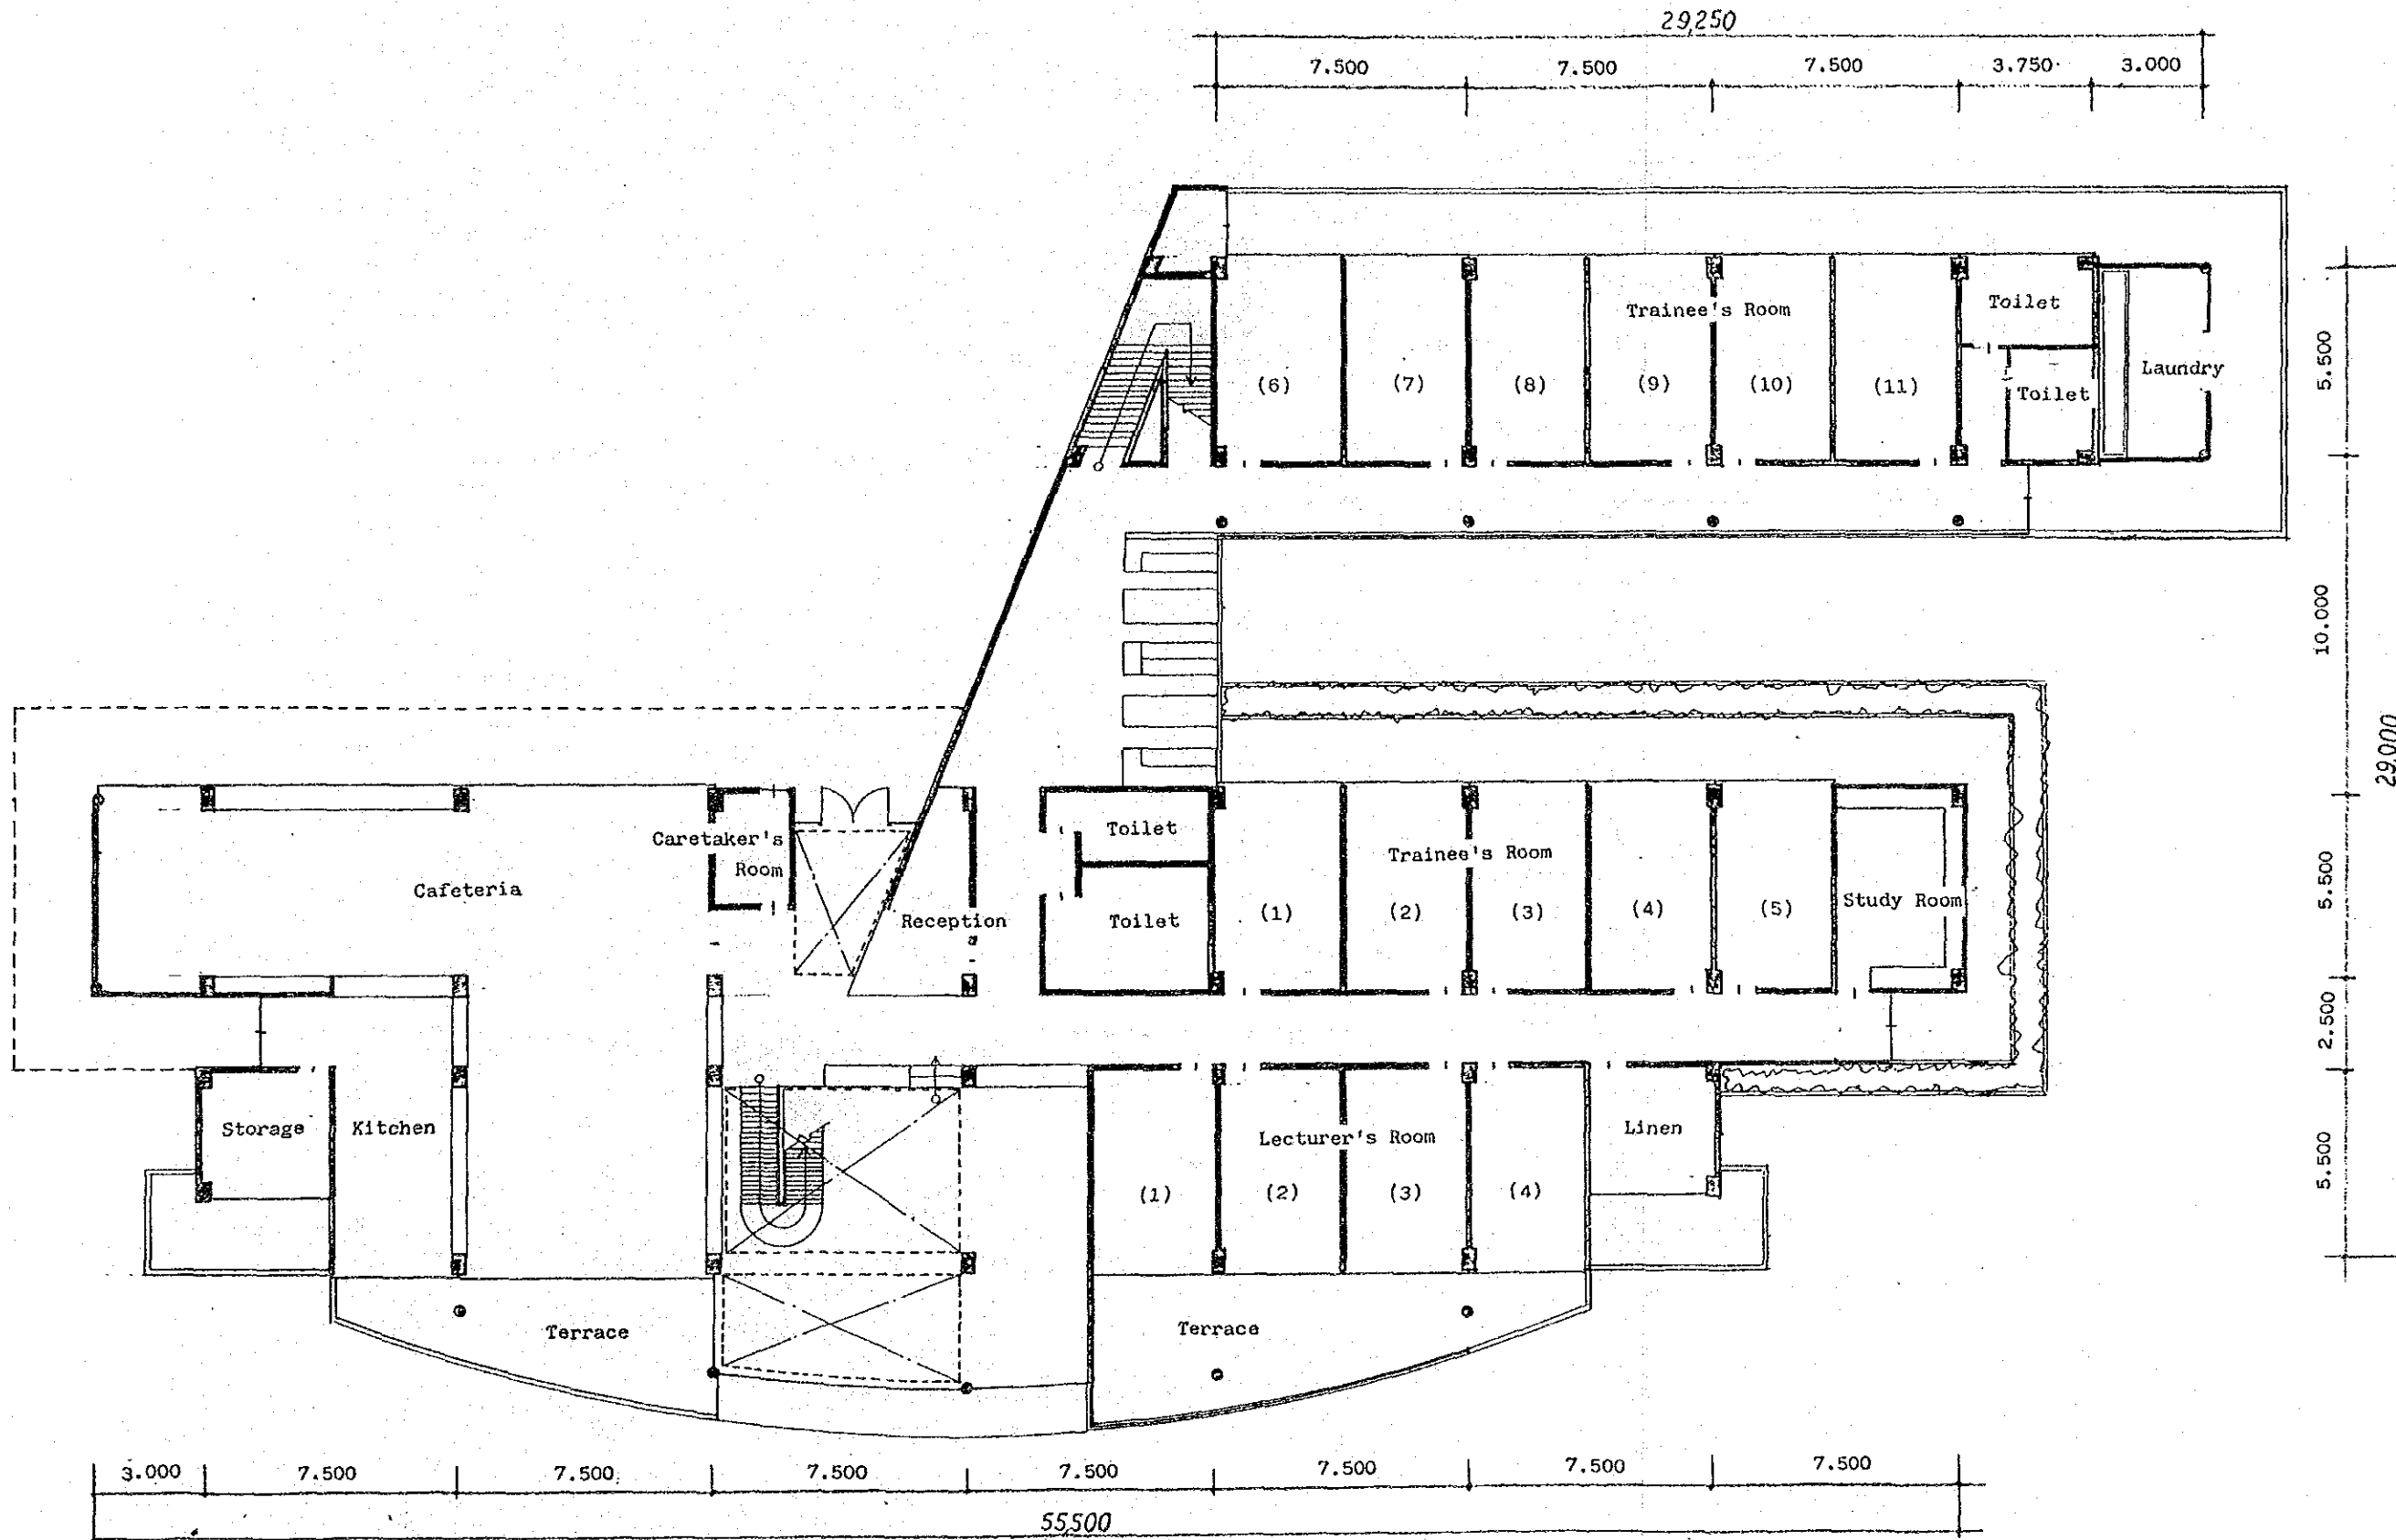 29,250
7.500 7.500 7.500 3.750 3.000
Trainee's Room
Toilet
(6) (7) (8) (9) (10) (11)
Toilet
Laundry
5.500
10.000
29,000
Caretaker's
Room
Cafeteria
Reception
Toilet
Toilet
Trainee's Room
(1) (2) (3) (4) (5)
Study Room
5.500
2.500
Storage
Kitchen
Lecturer's Room
(1) (2) (3) (4)
Linen
5.500
Terrace
Terrace
3.000 7.500 7.500 7.500 7.500 7.500 7.500 7.500
55,500